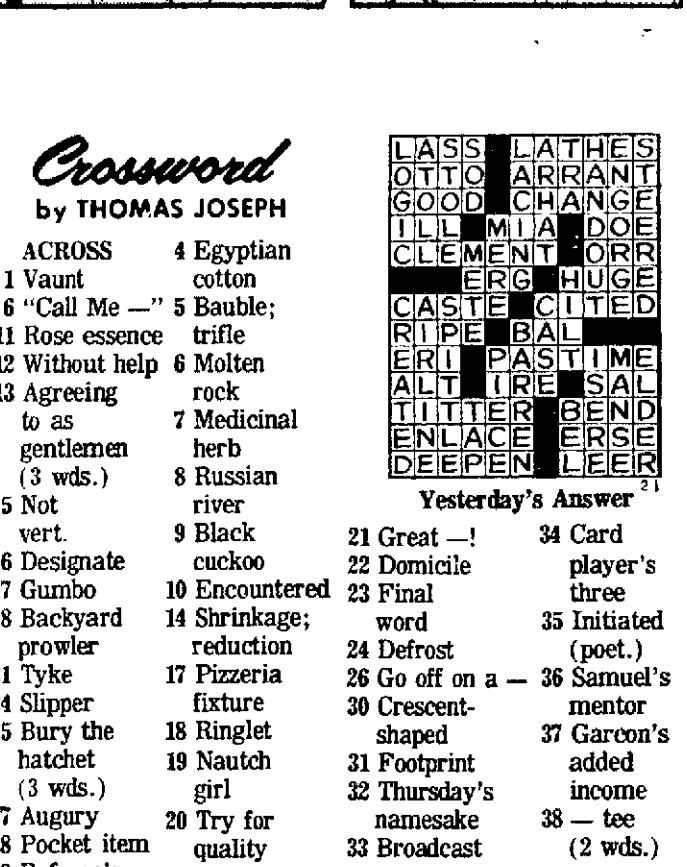 Crossword
by THOMAS JOSEPH
ACROSS
1 Vaunt
6 "Call Me —"
11 Rose essence
12 Without help
13 Agreeing
to as
gentlemen
(3 wds.)
5 Not
vert.
6 Designate
7 Gumbo
8 Backyard
prowler
1 Tyke
4 Slipper
5 Bury the
hatchet
(3 wds.)
7 Augury
8 Pocket item
4 Egyptian
cotton
5 Bauble;
trifle
6 Molten
rock
7 Medicinal
herb
8 Russian
river
9 Black
cuckoo
10 Encountered
14 Shrinkage;
reduction
17 Pizzeria
fixture
18 Ringlet
19 Nautch
girl
20 Try for
quality
LASS LATHES
OTTO ARRANT
GOOD CHANGE
ILL MIA DOE
CLEMENT ORR
ERG HUGE
CASTE CITED
RIPE BAL
ERI PASTIME
ALT IRE SAL
TITTER BEND
ENLACE ERSE
DEEPEN LEER
21
Yesterday's Answer
21 Great —!
22 Domicile
23 Final
word
24 Defrost
26 Go off on a —
30 Crescent-
shaped
31 Footprint
32 Thursday's
namesake
33 Broadcast
34 Card
player's
three
35 Initiated
(poet.)
36 Samuel's
mentor
37 Garcon's
added
income
38 — tee
(2 wds.)